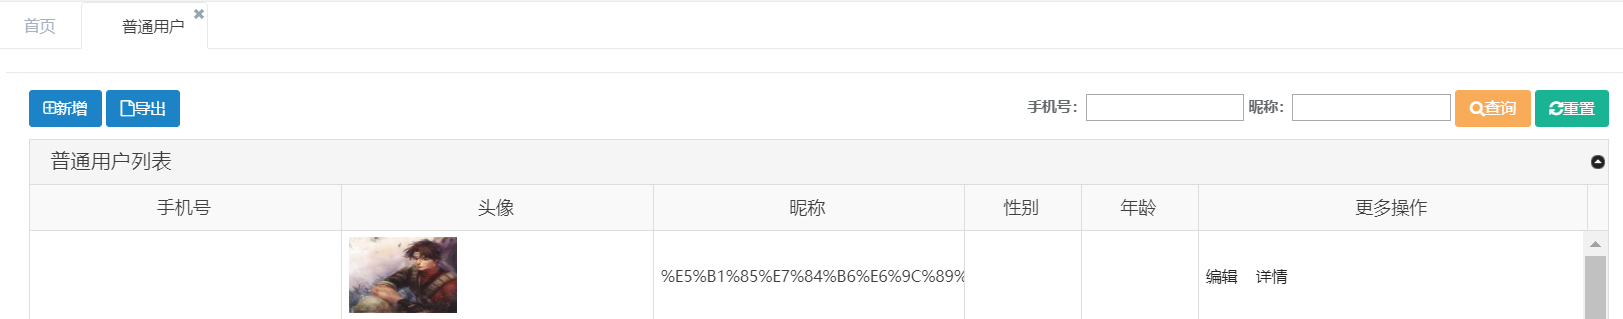 首页 普通用户
新增 导出 手机号： 昵称： 查询 重置
普通用户列表
手机号 头像 昵称 性别 年龄 更多操作
%E5%B1%85%E7%84%B6%E6%9C%89% 编辑 详情